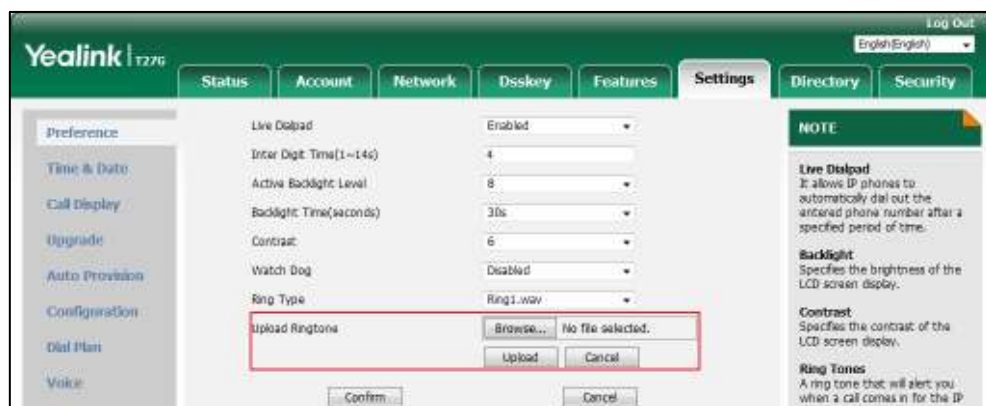 Log Out
English(English)
Yealink T27G
Status Account Network Dsskey Features Settings Directory Security
Preference
Time & Date
Call Display
Upgrade
Auto Provision
Configuration
Dial Plan
Voice
Live Dialpad Enabled
Inter Digit Time(1~14s) 4
Active Backlight Level 8
Backlight Time(seconds) 30s
Contrast 6
Watch Dog Disabled
Ring Type Ring1.wav
Upload Ringtone Browse... No file selected.
Upload Cancel
Confirm Cancel
NOTE
Live Dialpad
It allows IP phones to
automatically dial out the
entered phone number after a
specified period of time.
Backlight
Specifies the brightness of the
LCD screen display.
Contrast
Specifies the contrast of the
LCD screen display.
Ring Tones
A ring tone that will alert you
when a call comes in for the IP